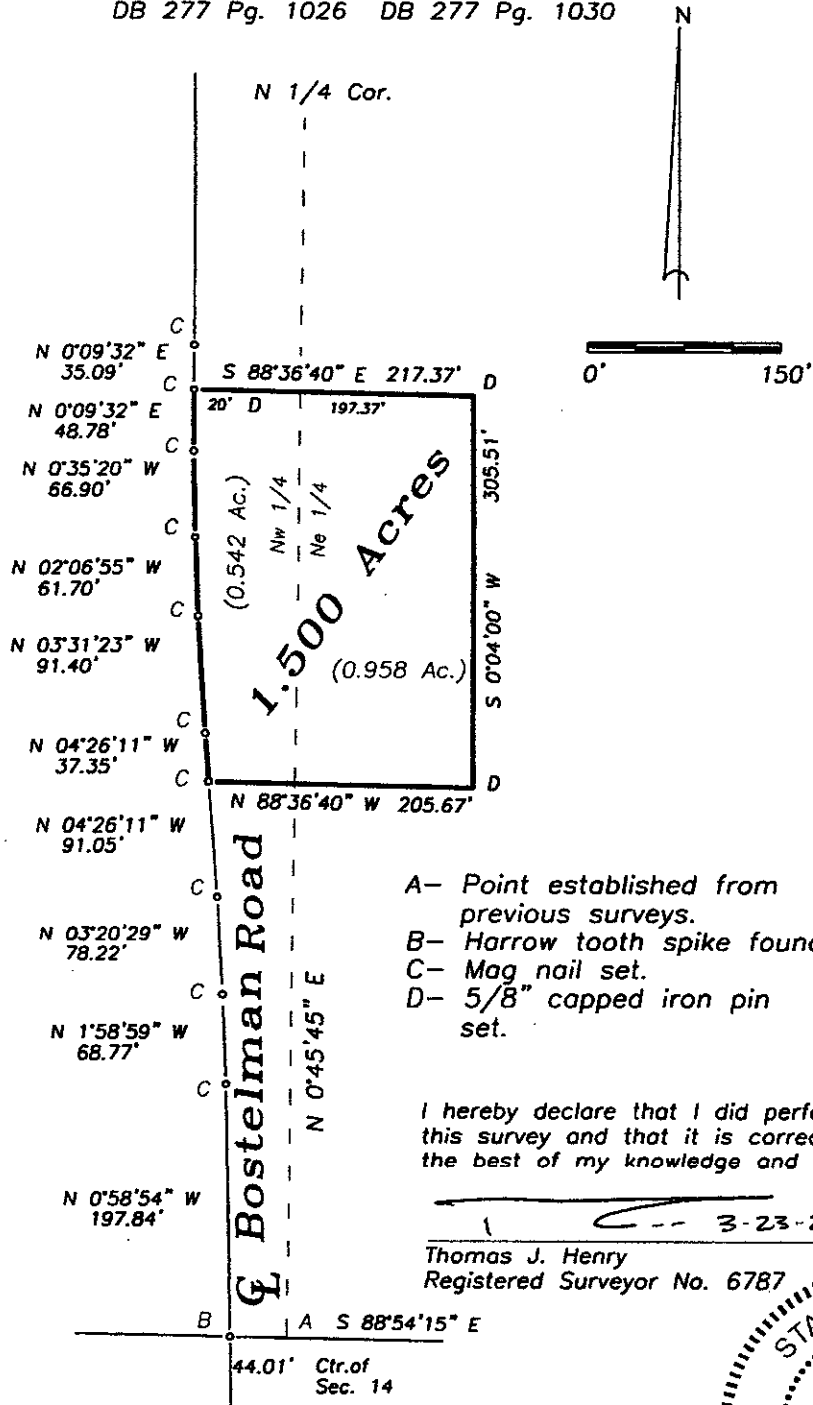 DB 277 Pg. 1026 DB 277 Pg. 1030
N
N 1/4 Cor.
C
N 0°09'32" E
35.09'
C
S 88°36'40" E 217.37' D
0' 150'
20' D 197.37'
N 0°09'32" E
48.78'
C
N 0°35'20" W
66.90'
C
305.51'
(0.542 Ac.)
Nw 1/4
Ne 1/4
1.500 Acres
N 02°06'55" W
61.70'
C
N 03°31'23" W
91.40'
(0.958 Ac.)
S 0°04'00" W
C
N 04°26'11" W
37.35'
C
D
N 88°36'40" W 205.67'
N 04°26'11" W
91.05'
C
N 03°20'29" W
78.22'
C
N 1°58'59" W
68.77'
C
℄ Bostelman Road
N 0°45'45" E
A- Point established from
previous surveys.
B- Harrow tooth spike foun
C- Mag nail set.
D- 5/8" capped iron pin
set.
I hereby declare that I did perf
this survey and that it is corre
the best of my knowledge and
3-23-
Thomas J. Henry
Registered Surveyor No. 6787
STA
N 0°58'54" W
197.84'
B A S 88°54'15" E
44.01' Ctr.of
Sec. 14